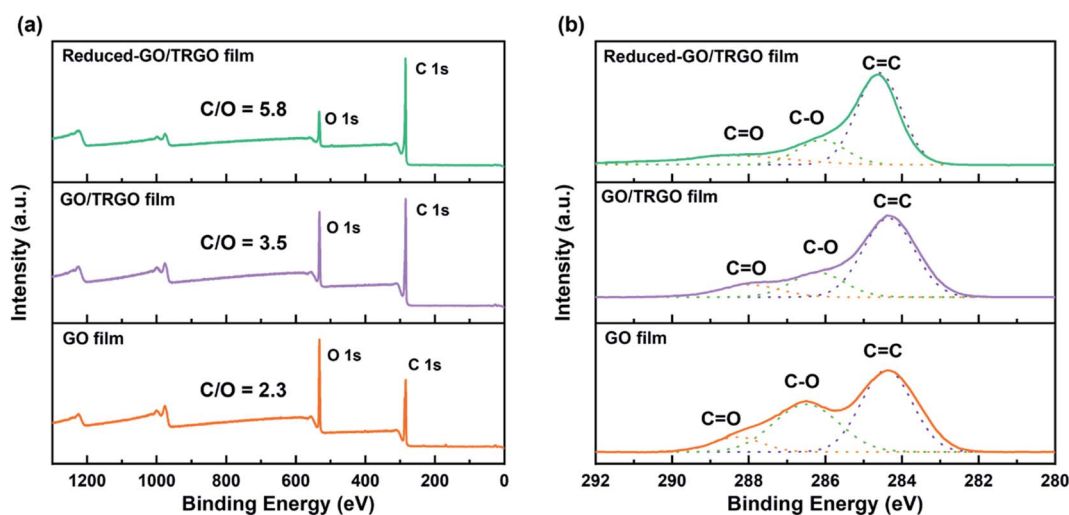 (a)
Intensity (a.u.)
Reduced-GO/TRGO film
C 1s
C/O = 5.8
O 1s
GO/TRGO film
C 1s
O 1s
C/O = 3.5
GO film
O 1s
C 1s
C/O = 2.3
1200 1000 800 600 400 200 0
Binding Energy (eV)
(b)
Intensity (a.u.)
Reduced-GO/TRGO film
C=C
C-O
C=O
GO/TRGO film
C=C
C-O
C=O
GO film
C=C
C-O
C=O
292 290 288 286 284 282 280
Binding Energy (eV)